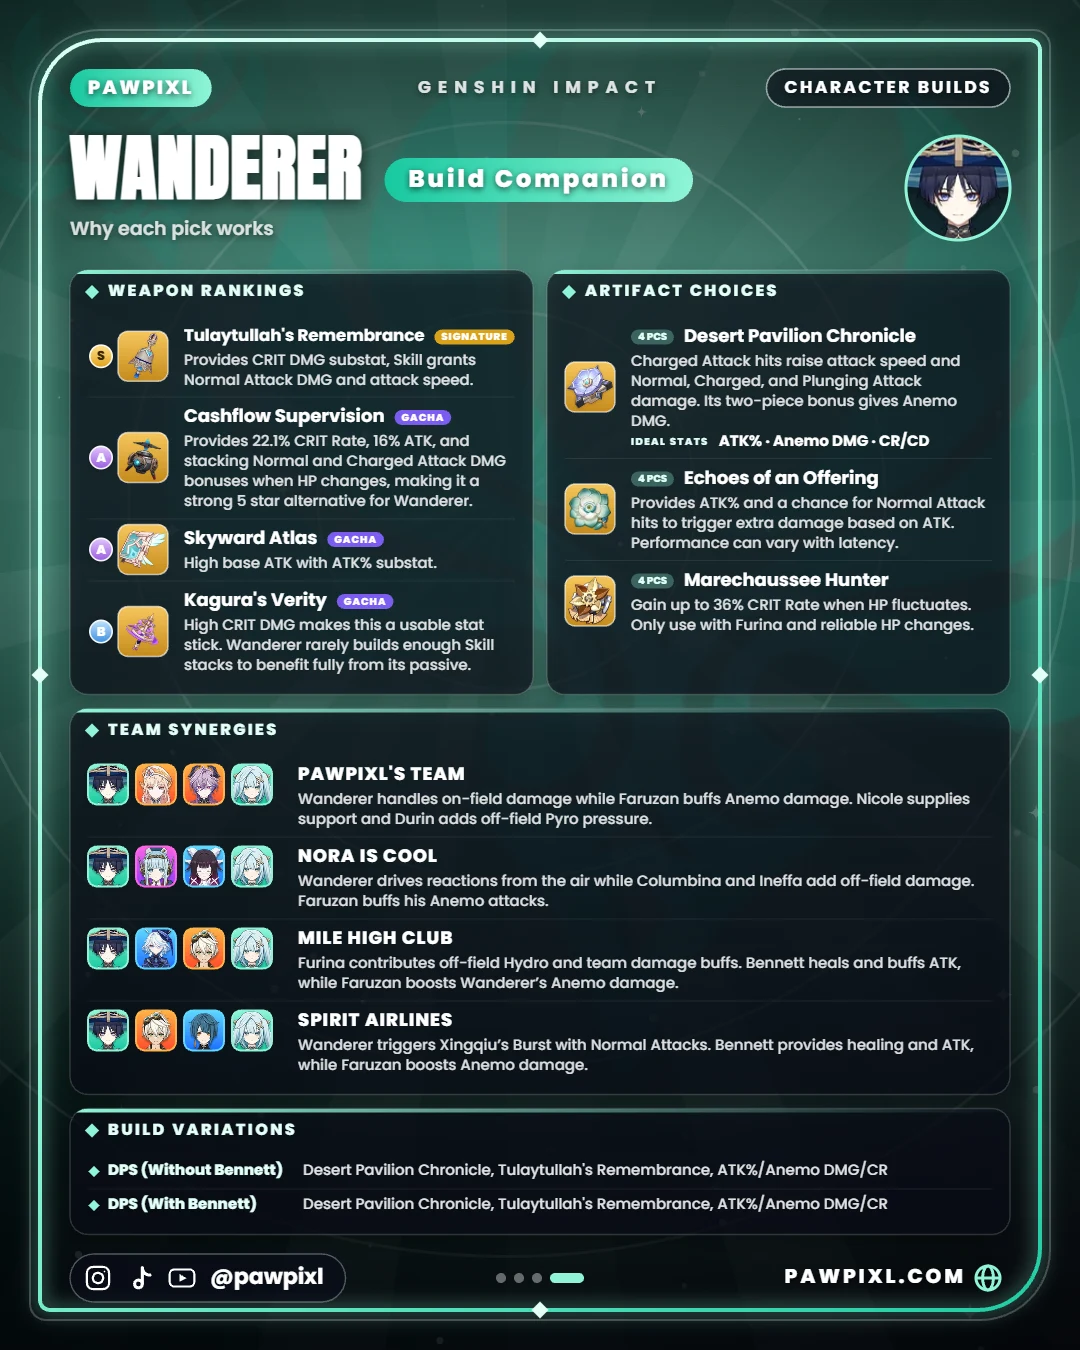 PAWPIXL
GENSHIN IMPACT
CHARACTER BUILDS
WANDERER
Build Companion
Why each pick works
WEAPON RANKINGS
S
Tulaytullah's Remembrance
SIGNATURE
Provides CRIT DMG substat, Skill grants
Normal Attack DMG and attack speed.
A
Cashflow Supervision
GACHA
Provides 22.1% CRIT Rate, 16% ATK, and
stacking Normal and Charged Attack DMG
bonuses when HP changes, making it a
strong 5 star alternative for Wanderer.
A
Skyward Atlas
GACHA
High base ATK with ATK% substat.
B
Kagura's Verity
GACHA
High CRIT DMG makes this a usable stat
stick. Wanderer rarely builds enough Skill
stacks to benefit fully from its passive.
ARTIFACT CHOICES
4PCS Desert Pavilion Chronicle
Charged Attack hits raise attack speed and
Normal, Charged, and Plunging Attack
damage. Its two-piece bonus gives Anemo
DMG.
IDEAL STATS ATK% · Anemo DMG · CR/CD
4PCS Echoes of an Offering
Provides ATK% and a chance for Normal Attack
hits to trigger extra damage based on ATK.
Performance can vary with latency.
4PCS Marechaussee Hunter
Gain up to 36% CRIT Rate when HP fluctuates.
Only use with Furina and reliable HP changes.
TEAM SYNERGIES
PAWPIXL'S TEAM
Wanderer handles on-field damage while Faruzan buffs Anemo damage. Nicole supplies
support and Durin adds off-field Pyro pressure.
NORA IS COOL
Wanderer drives reactions from the air while Columbina and Ineffa add off-field damage.
Faruzan buffs his Anemo attacks.
MILE HIGH CLUB
Furina contributes off-field Hydro and team damage buffs. Bennett heals and buffs ATK,
while Faruzan boosts Wanderer’s Anemo damage.
SPIRIT AIRLINES
Wanderer triggers Xingqiu’s Burst with Normal Attacks. Bennett provides healing and ATK,
while Faruzan boosts Anemo damage.
BUILD VARIATIONS
DPS (Without Bennett) Desert Pavilion Chronicle, Tulaytullah's Remembrance, ATK%/Anemo DMG/CR
DPS (With Bennett) Desert Pavilion Chronicle, Tulaytullah's Remembrance, ATK%/Anemo DMG/CR
@pawpixl
PAWPIXL.COM